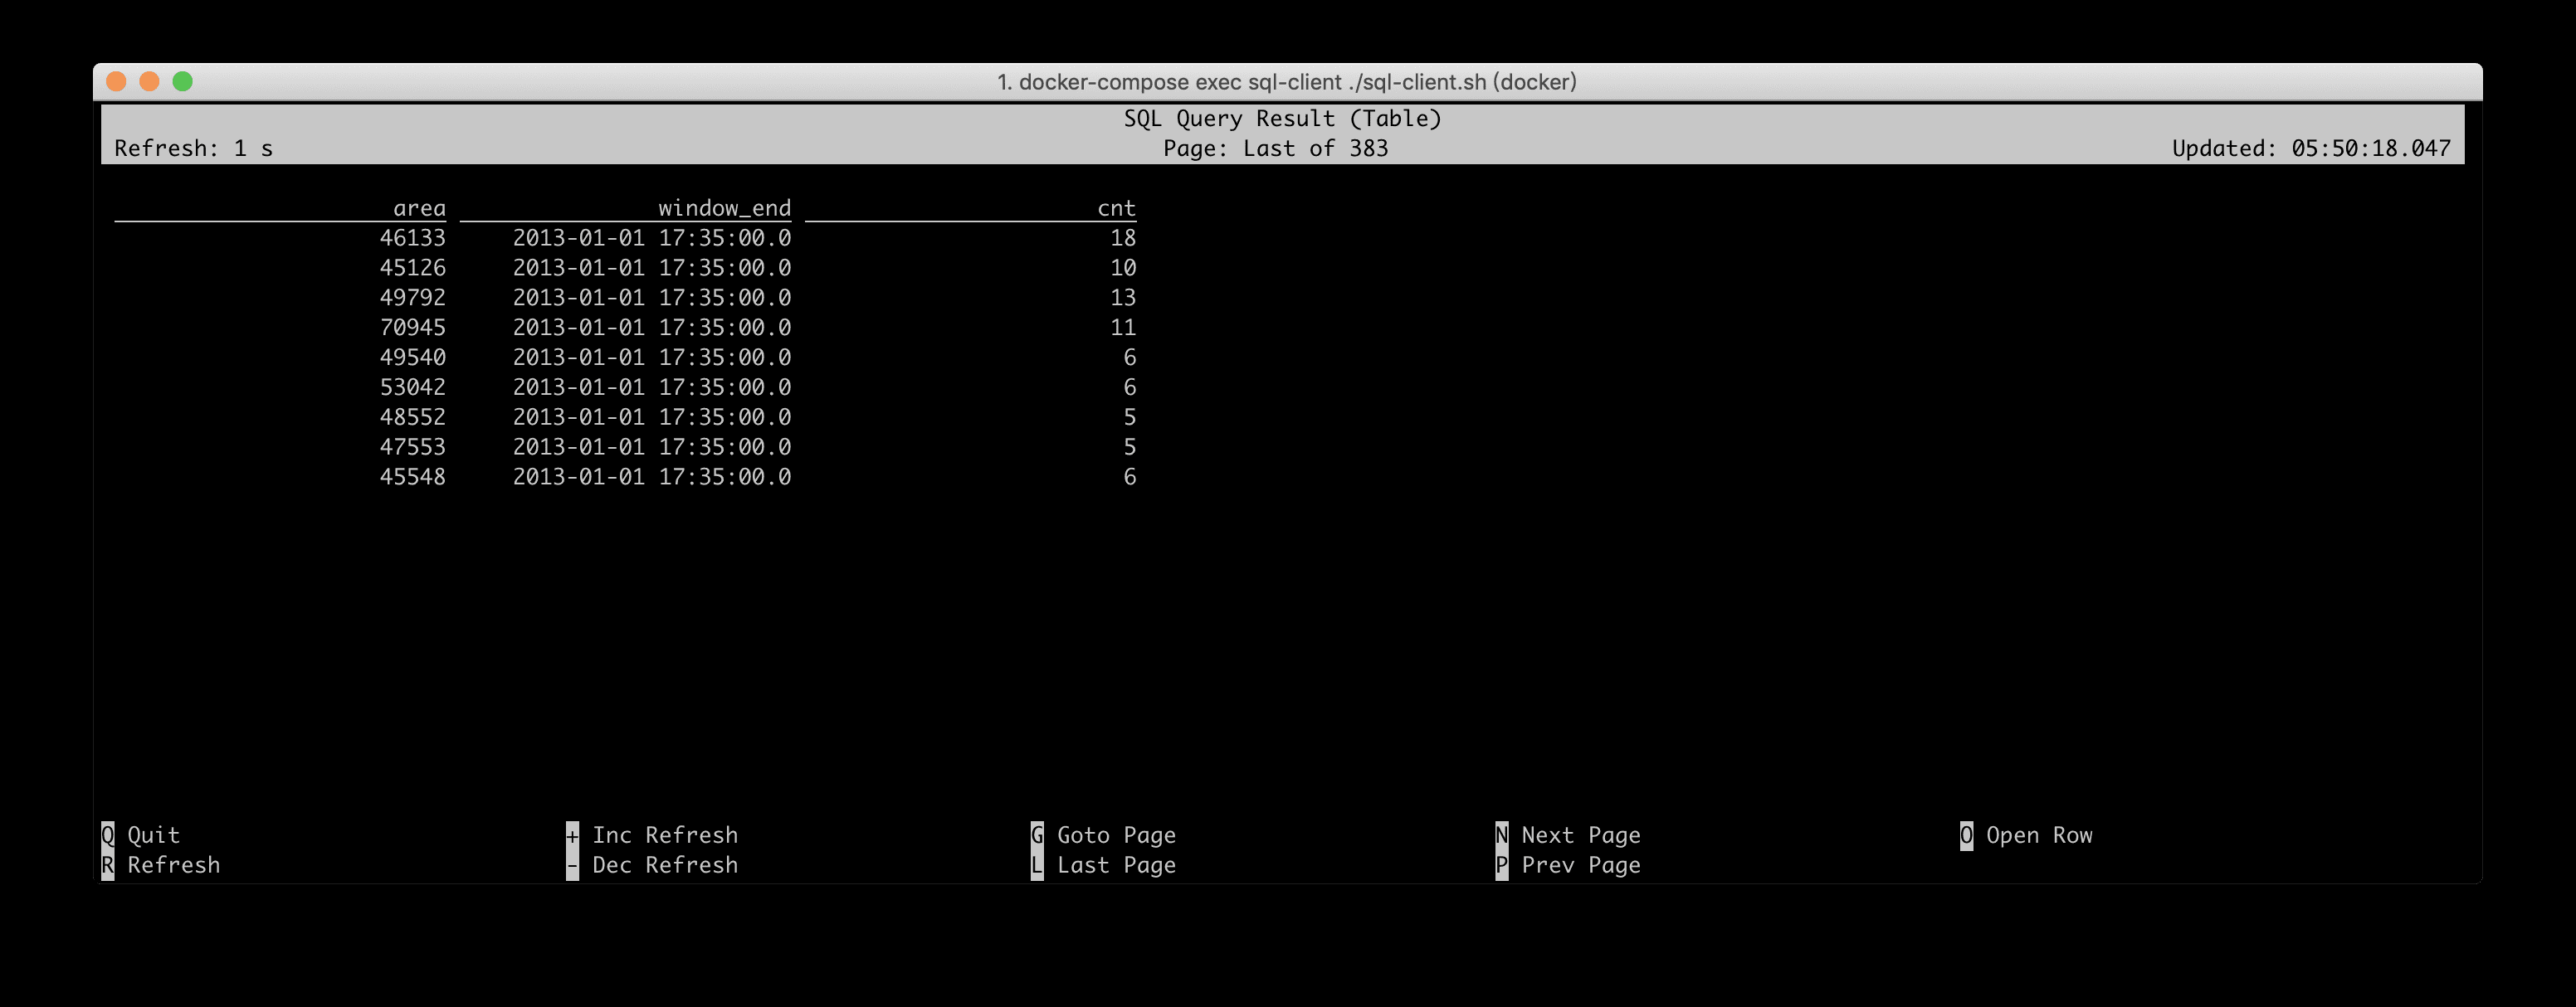 1. docker-compose exec sql-client ./sql-client.sh (docker)
SQL Query Result (Table)
Refresh: 1 s Page: Last of 383 Updated: 05:50:18.047
area window_end cnt
46133 2013-01-01 17:35:00.0 18
45126 2013-01-01 17:35:00.0 10
49792 2013-01-01 17:35:00.0 13
70945 2013-01-01 17:35:00.0 11
49540 2013-01-01 17:35:00.0 6
53042 2013-01-01 17:35:00.0 6
48552 2013-01-01 17:35:00.0 5
47553 2013-01-01 17:35:00.0 5
45548 2013-01-01 17:35:00.0 6
Q Quit + Inc Refresh G Goto Page N Next Page O Open Row
R Refresh - Dec Refresh L Last Page P Prev Page